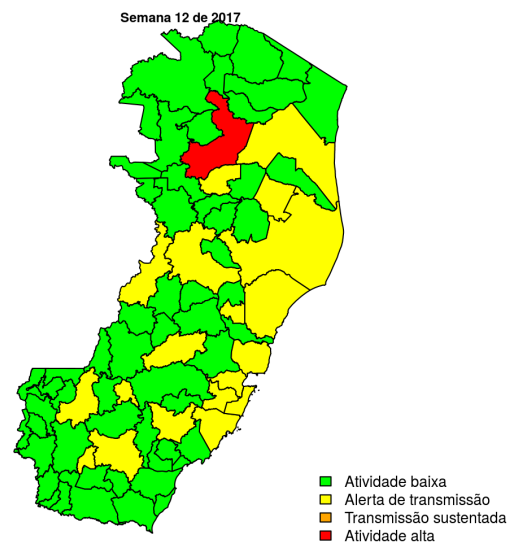 Semana 12 de 2017
Atividade baixa
Alerta de transmissão
Transmissão sustentada
Atividade alta